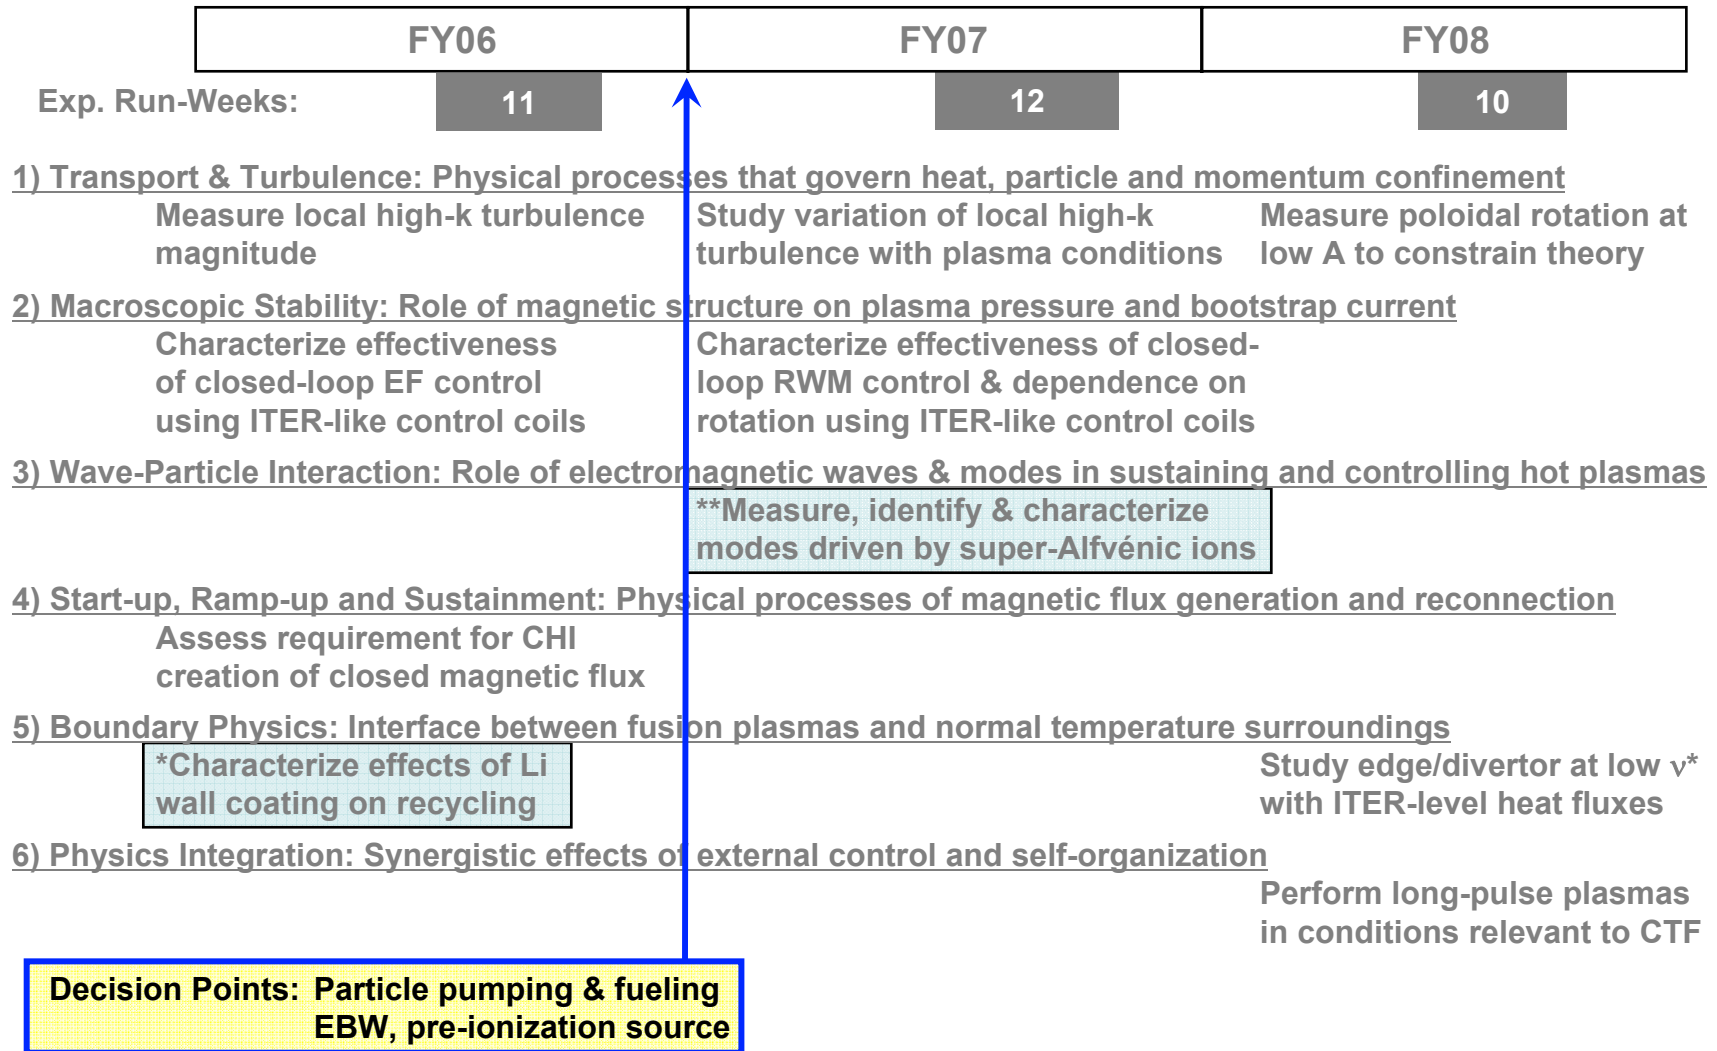 FY06 FY07 FY08
Exp. Run-Weeks: 11 12 10
1) Transport & Turbulence: Physical processes that govern heat, particle and momentum confinement
Measure local high-k turbulence
magnitude
Study variation of local high-k
turbulence with plasma conditions
Measure poloidal rotation at
low A to constrain theory
2) Macroscopic Stability: Role of magnetic structure on plasma pressure and bootstrap current
Characterize effectiveness
of closed-loop EF control
using ITER-like control coils
Characterize effectiveness of closed-
loop RWM control & dependence on
rotation using ITER-like control coils
3) Wave-Particle Interaction: Role of electromagnetic waves & modes in sustaining and controlling hot plasmas
**Measure, identify & characterize
modes driven by super-Alfvénic ions
4) Start-up, Ramp-up and Sustainment: Physical processes of magnetic flux generation and reconnection
Assess requirement for CHI
creation of closed magnetic flux
5) Boundary Physics: Interface between fusion plasmas and normal temperature surroundings
*Characterize effects of Li
wall coating on recycling
Study edge/divertor at low ν*
with ITER-level heat fluxes
6) Physics Integration: Synergistic effects of external control and self-organization
Perform long-pulse plasmas
in conditions relevant to CTF
Decision Points: Particle pumping & fueling
EBW, pre-ionization source